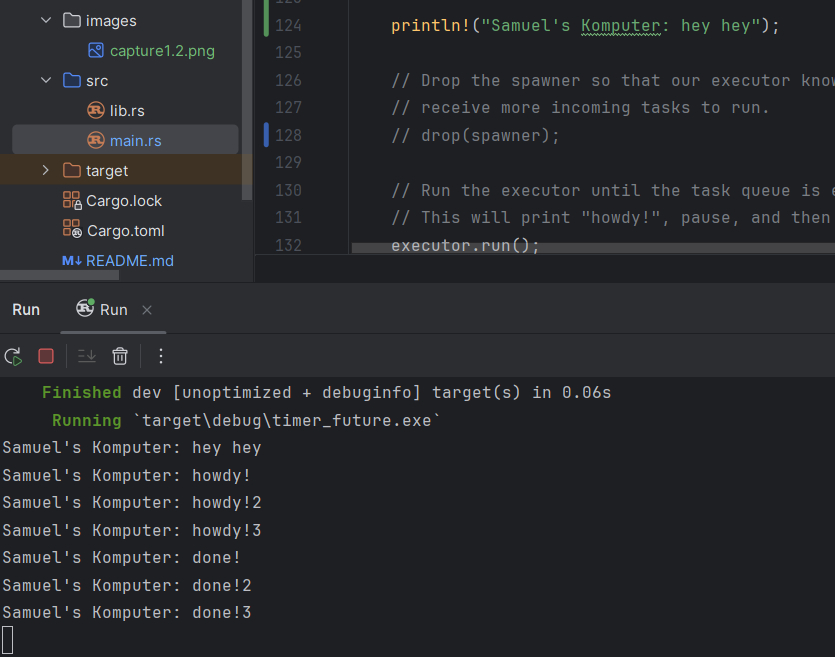 images
capture1.2.png
src
lib.rs
main.rs
target
Cargo.lock
Cargo.toml
M↓ README.md
124 println!("Samuel's Komputer: hey hey");
125
126 // Drop the spawner so that our executor know
127 // receive more incoming tasks to run.
128 // drop(spawner);
129
130 // Run the executor until the task queue is e
131 // This will print "howdy!", pause, and then
132 executor.run();
Run
Run
Finished dev [unoptimized + debuginfo] target(s) in 0.06s
Running `target\debug\timer_future.exe`
Samuel's Komputer: hey hey
Samuel's Komputer: howdy!
Samuel's Komputer: howdy!2
Samuel's Komputer: howdy!3
Samuel's Komputer: done!
Samuel's Komputer: done!2
Samuel's Komputer: done!3